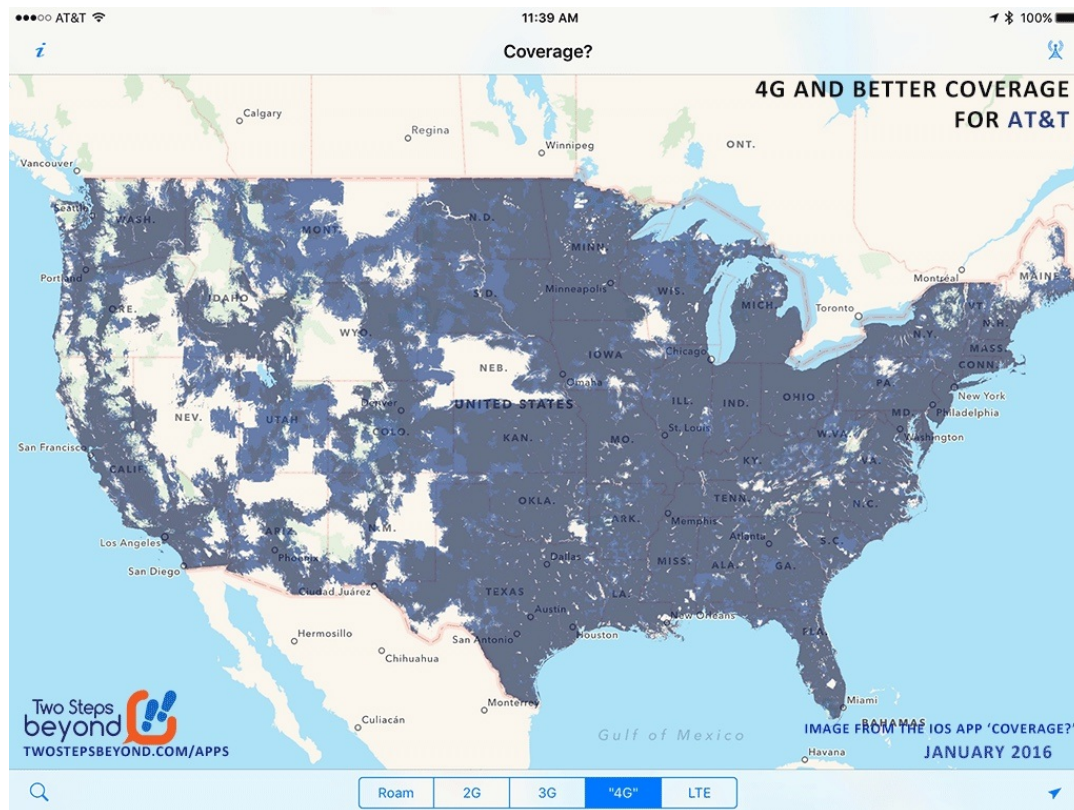 AT&T
11:39 AM
100%
i
Coverage?
4G AND BETTER COVERAGE
FOR AT&T
Calgary
Regina
Winnipeg
ONT.
Vancouver
Seattle
WASH.
MONT.
N.D.
MINN.
Montréal
MAINE
Portland
Minneapolis
WIS.
MICH.
Toronto
VT.
N.H.
ORE.
IDAHO
S.D.
N.Y.
MASS.
WYO.
IOWA
Chicago
CONN.
NEB.
Omaha
PA.
New York
NEV.
UTAH
Denver
COLO.
UNITED STATES
ILL.
IND.
OHIO
MD.
Philadelphia
San Francisco
KAN.
MO.
St. Louis
W.VA.
Washington
CALIF.
KY.
VA.
OKLA.
TENN.
N.C.
Los Angeles
ARIZ.
N.M.
ARK.
Memphis
Atlanta
S.C.
San Diego
Phoenix
Dallas
MISS.
ALA.
GA.
Ciudad Juárez
TEXAS
LA.
Austin
New Orleans
Hermosillo
San Antonio
Houston
FLA.
Chihuahua
Two Steps
beyond
TWOSTEPSBEYOND.COM/APPS
Monterrey
Miami
Culiacán
BAHAMAS
Gulf of Mexico
IMAGE FROM THE IOS APP 'COVERAGE?'
JANUARY 2016
Havana
Roam
2G
3G
"4G"
LTE